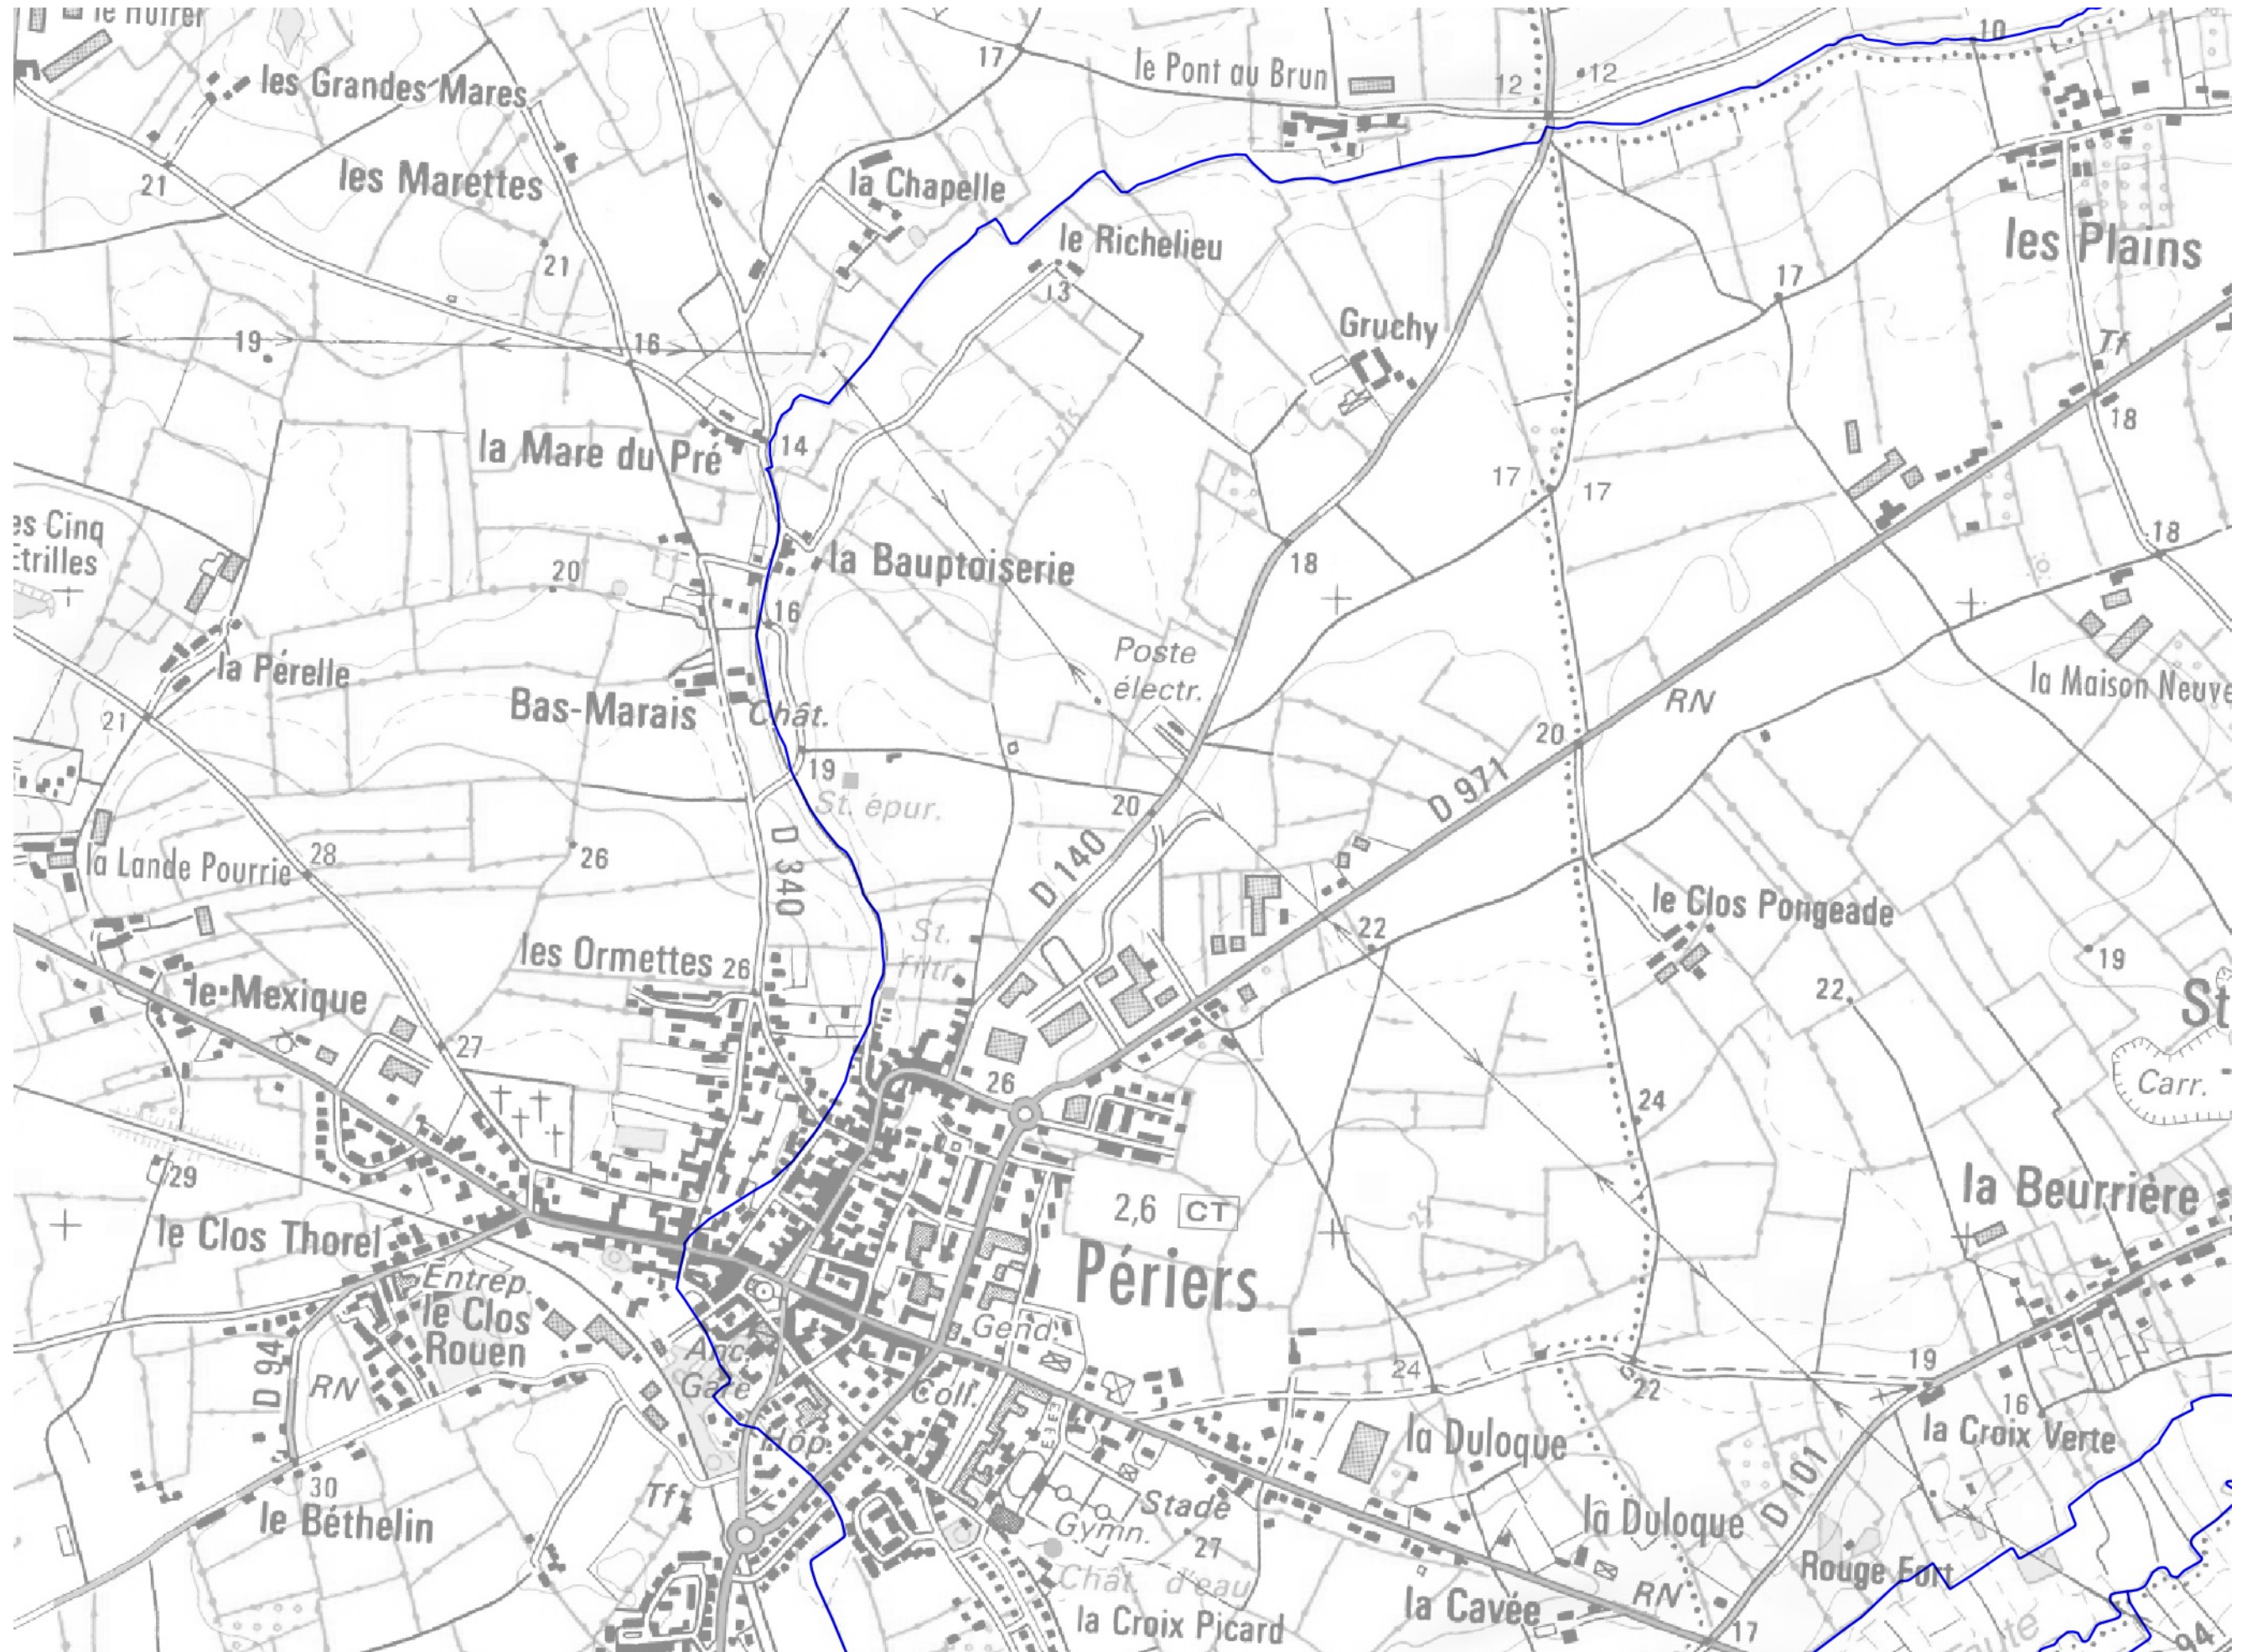 le Hutrel
10
17
le Pont au Brun
12
12
les Grandes Mares
les Marettes
21
la Chapelle
le Richelieu
les Plains
21
13
17
Gruchy
19
16
Tf
18
14
la Mare du Pré
17
17
es Cinq
Etrilles
18
20
la Bauptoiserie
18
16
Poste
électr.
la Pérelle
la Maison Neuve
RN
Bas-Marais
Chât.
21
20
19
St. épur.
D 971
20
D 340
D 140
la Lande Pourrie
28
26
le Clos Pongeade
22
St.
filtr.
les Ormettes
26
19
22
le Mexique
St
27
26
24
Carr.
29
2,6
CT
la Beurrière
le Clos Thorel
Périers
Entrep.
le Clos
Rouen
Gend.
Anc.
Gare
D 94
RN
24
22
19
Coll.
16
la Croix Verte
Hôp.
la Duloque
30
le Béthelin
Tf
Stade
Gymn.
27
la Duloque
D 101
Rouge Fort
Chât. d'eau
la Croix Picard
la Cavée
RN
17
94